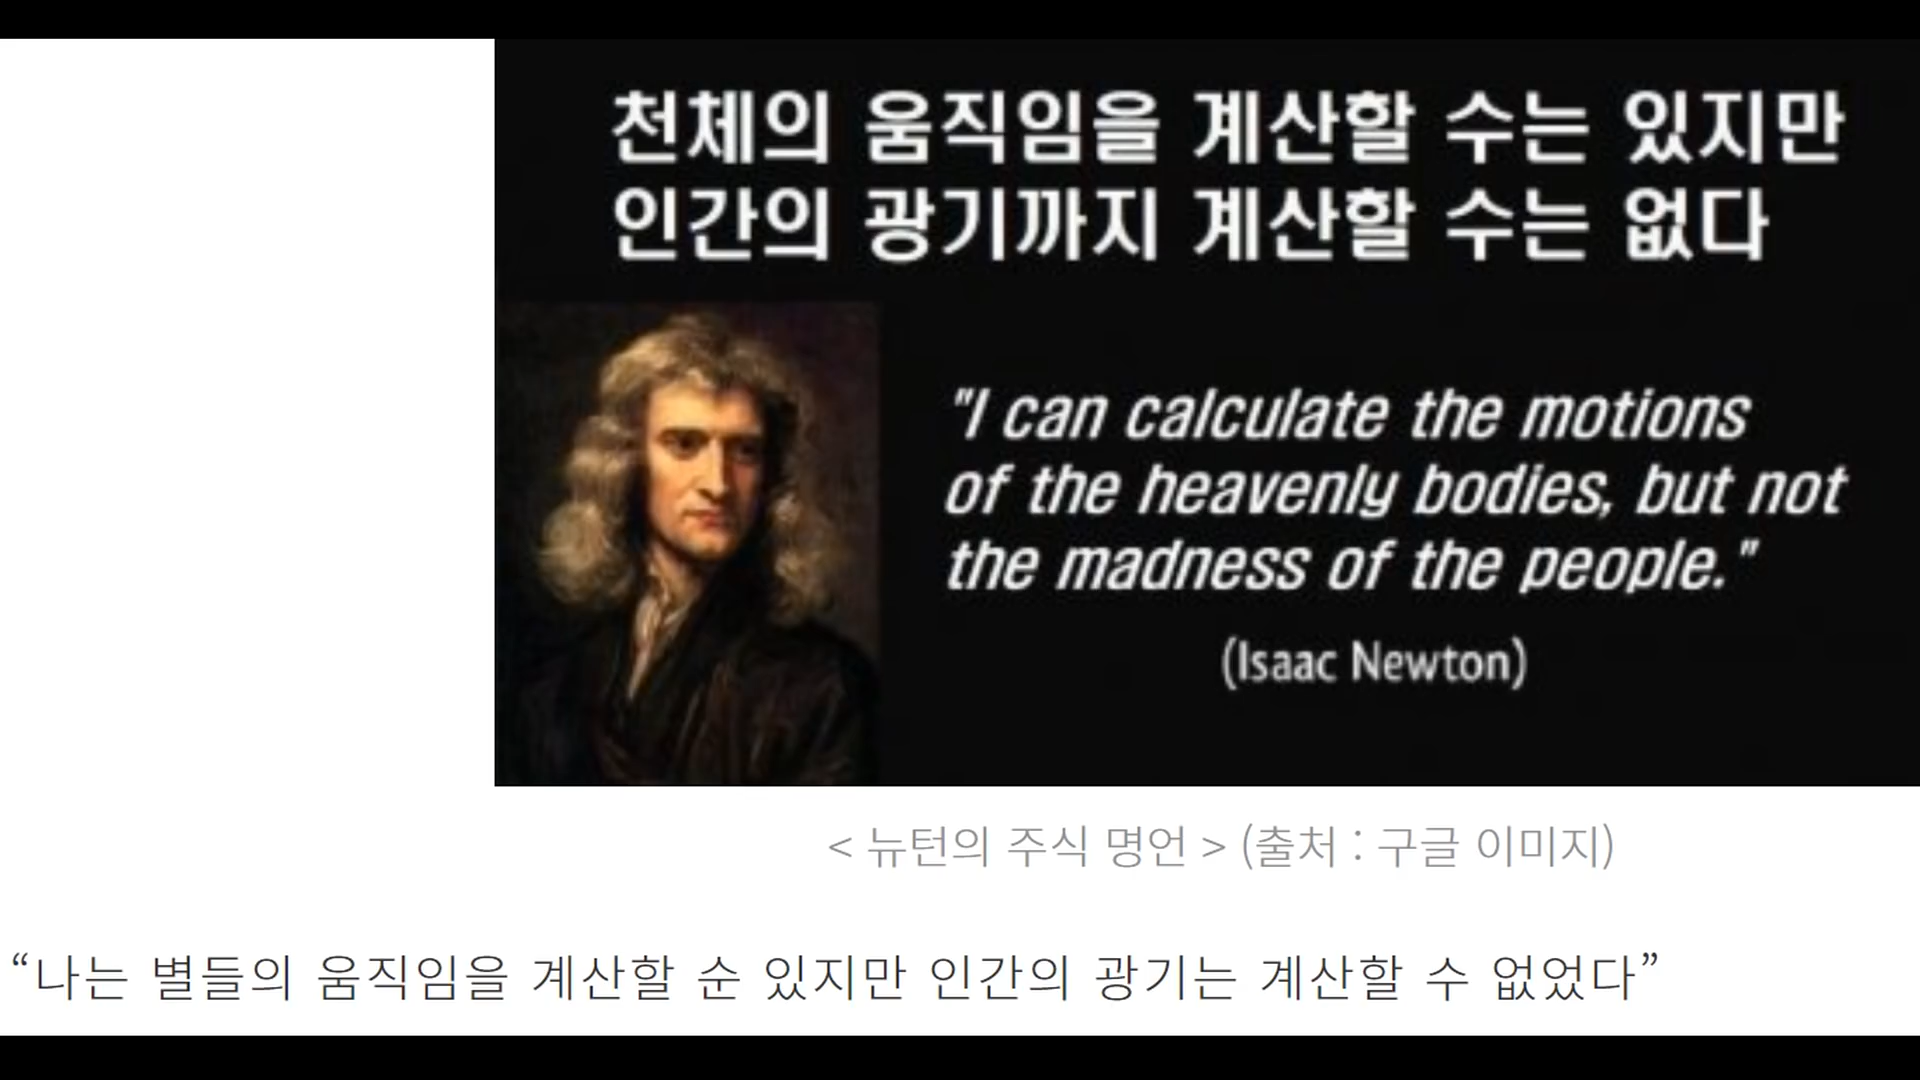 천체의 움직임을 계산할 수는 있지만
인간의 광기까지 계산할 수는 없다
"I can calculate the motions
of the heavenly bodies, but not
the madness of the people."
(Isaac Newton)
< 뉴턴의 주식 명언 > (출처 : 구글 이미지)
“나는 별들의 움직임을 계산할 순 있지만 인간의 광기는 계산할 수 없었다”